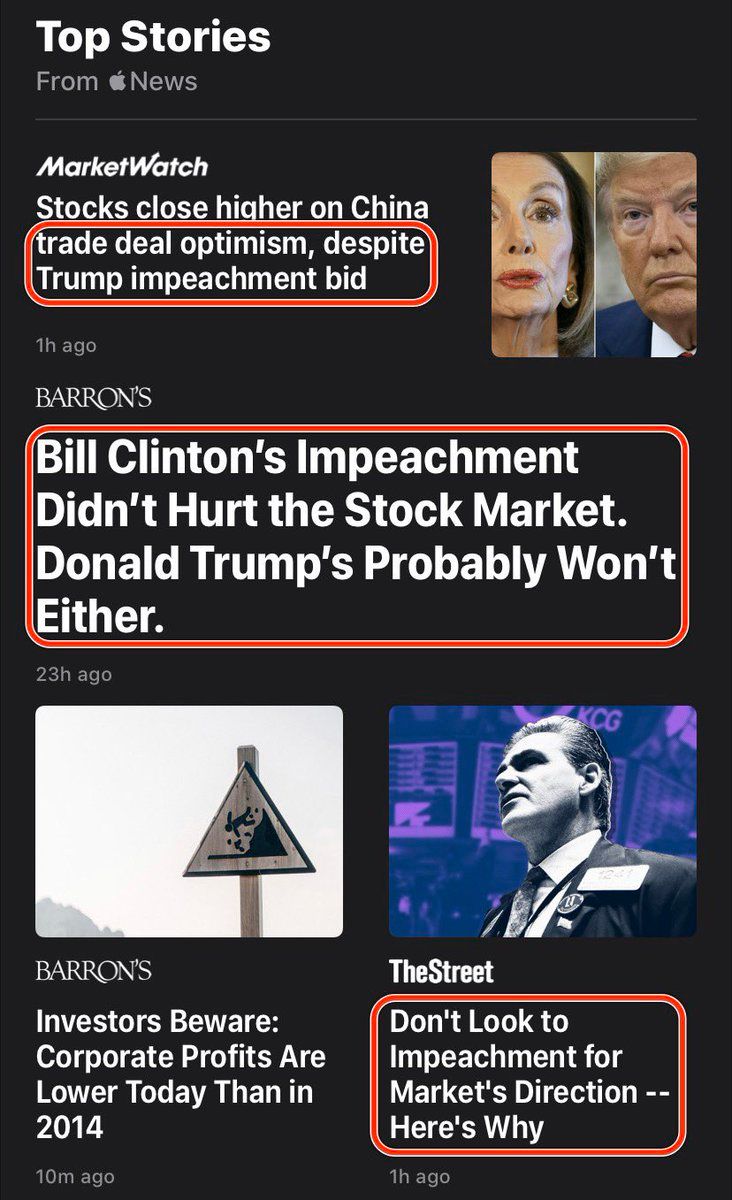 Top Stories
From News
MarketWatch
Stocks close higher on China
trade deal optimism, despite
Trump impeachment bid
1h ago
BARRON'S
Bill Clinton’s Impeachment
Didn’t Hurt the Stock Market.
Donald Trump’s Probably Won’t
Either.
23h ago
KCG
1241
BARRON'S
Investors Beware:
Corporate Profits Are
Lower Today Than in
2014
10m ago
TheStreet
Don't Look to
Impeachment for
Market's Direction --
Here's Why
1h ago